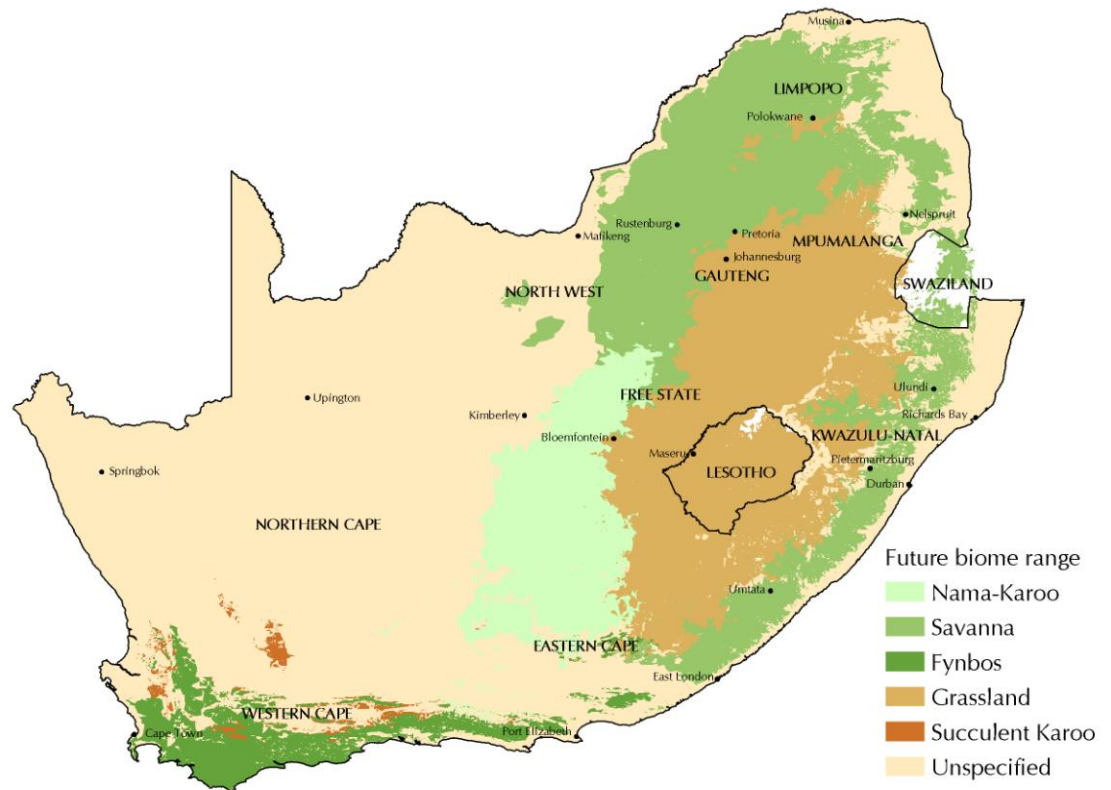 Musina
LIMPOPO
Polokwane
Nelspruit
Rustenburg
Pretoria
Mafikeng
MPUMALANGA
Johannesburg
GAUTENG
SWAZILAND
NORTH WEST
Ulundi
FREE STATE
Upington
Kimberley
Richards Bay
Bloemfontein
KWAZULU-NATAL
Maseru
Pietermaritzburg
LESOTHO
Springbok
Durban
NORTHERN CAPE
Umtata
EASTERN CAPE
East London
WESTERN CAPE
Cape Town
Port Elizabeth
Future biome range
Nama-Karoo
Savanna
Fynbos
Grassland
Succulent Karoo
Unspecified